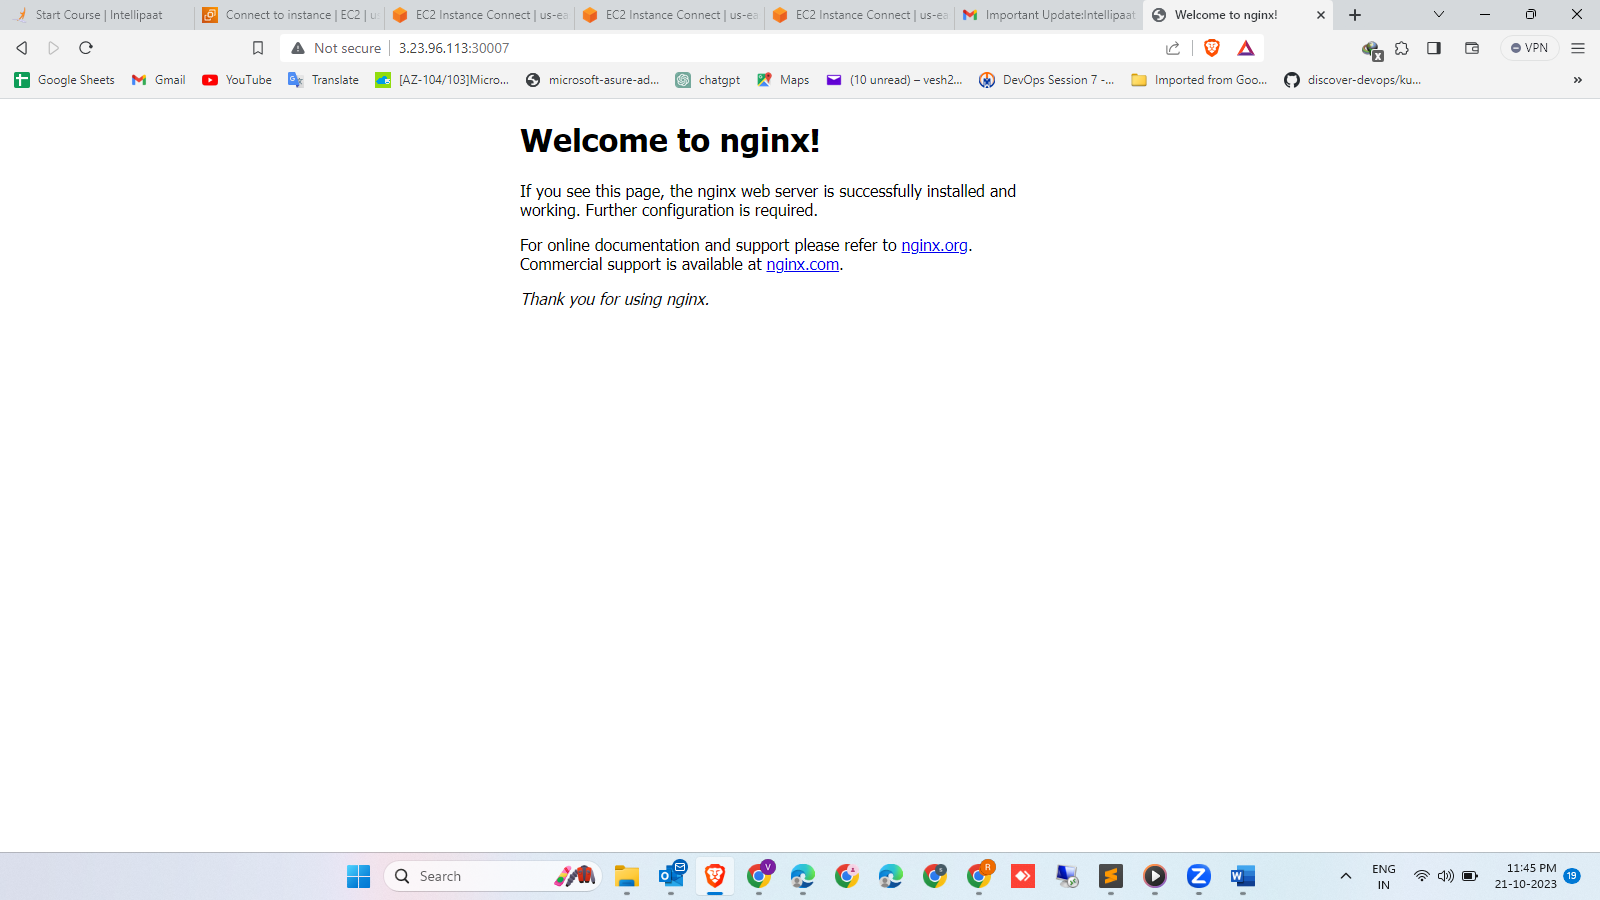 Start Course | Intellipaat
Connect to instance | EC2 | us
EC2 Instance Connect | us-ea
EC2 Instance Connect | us-ea
EC2 Instance Connect | us-ea
Important Update:Intellipaat
Welcome to nginx!
Not secure
3.23.96.113:30007
VPN
Google Sheets
Gmail
YouTube
Translate
[AZ-104/103]Micro...
microsoft-asure-ad...
chatgpt
Maps
(10 unread) – vesh2...
DevOps Session 7 -...
Imported from Goo...
discover-devops/ku...
»
Welcome to nginx!
If you see this page, the nginx web server is successfully installed and
working. Further configuration is required.
For online documentation and support please refer to nginx.org.
Commercial support is available at nginx.com.
Thank you for using nginx.
Search
V
R
ENG
IN
11:45 PM
21-10-2023
19